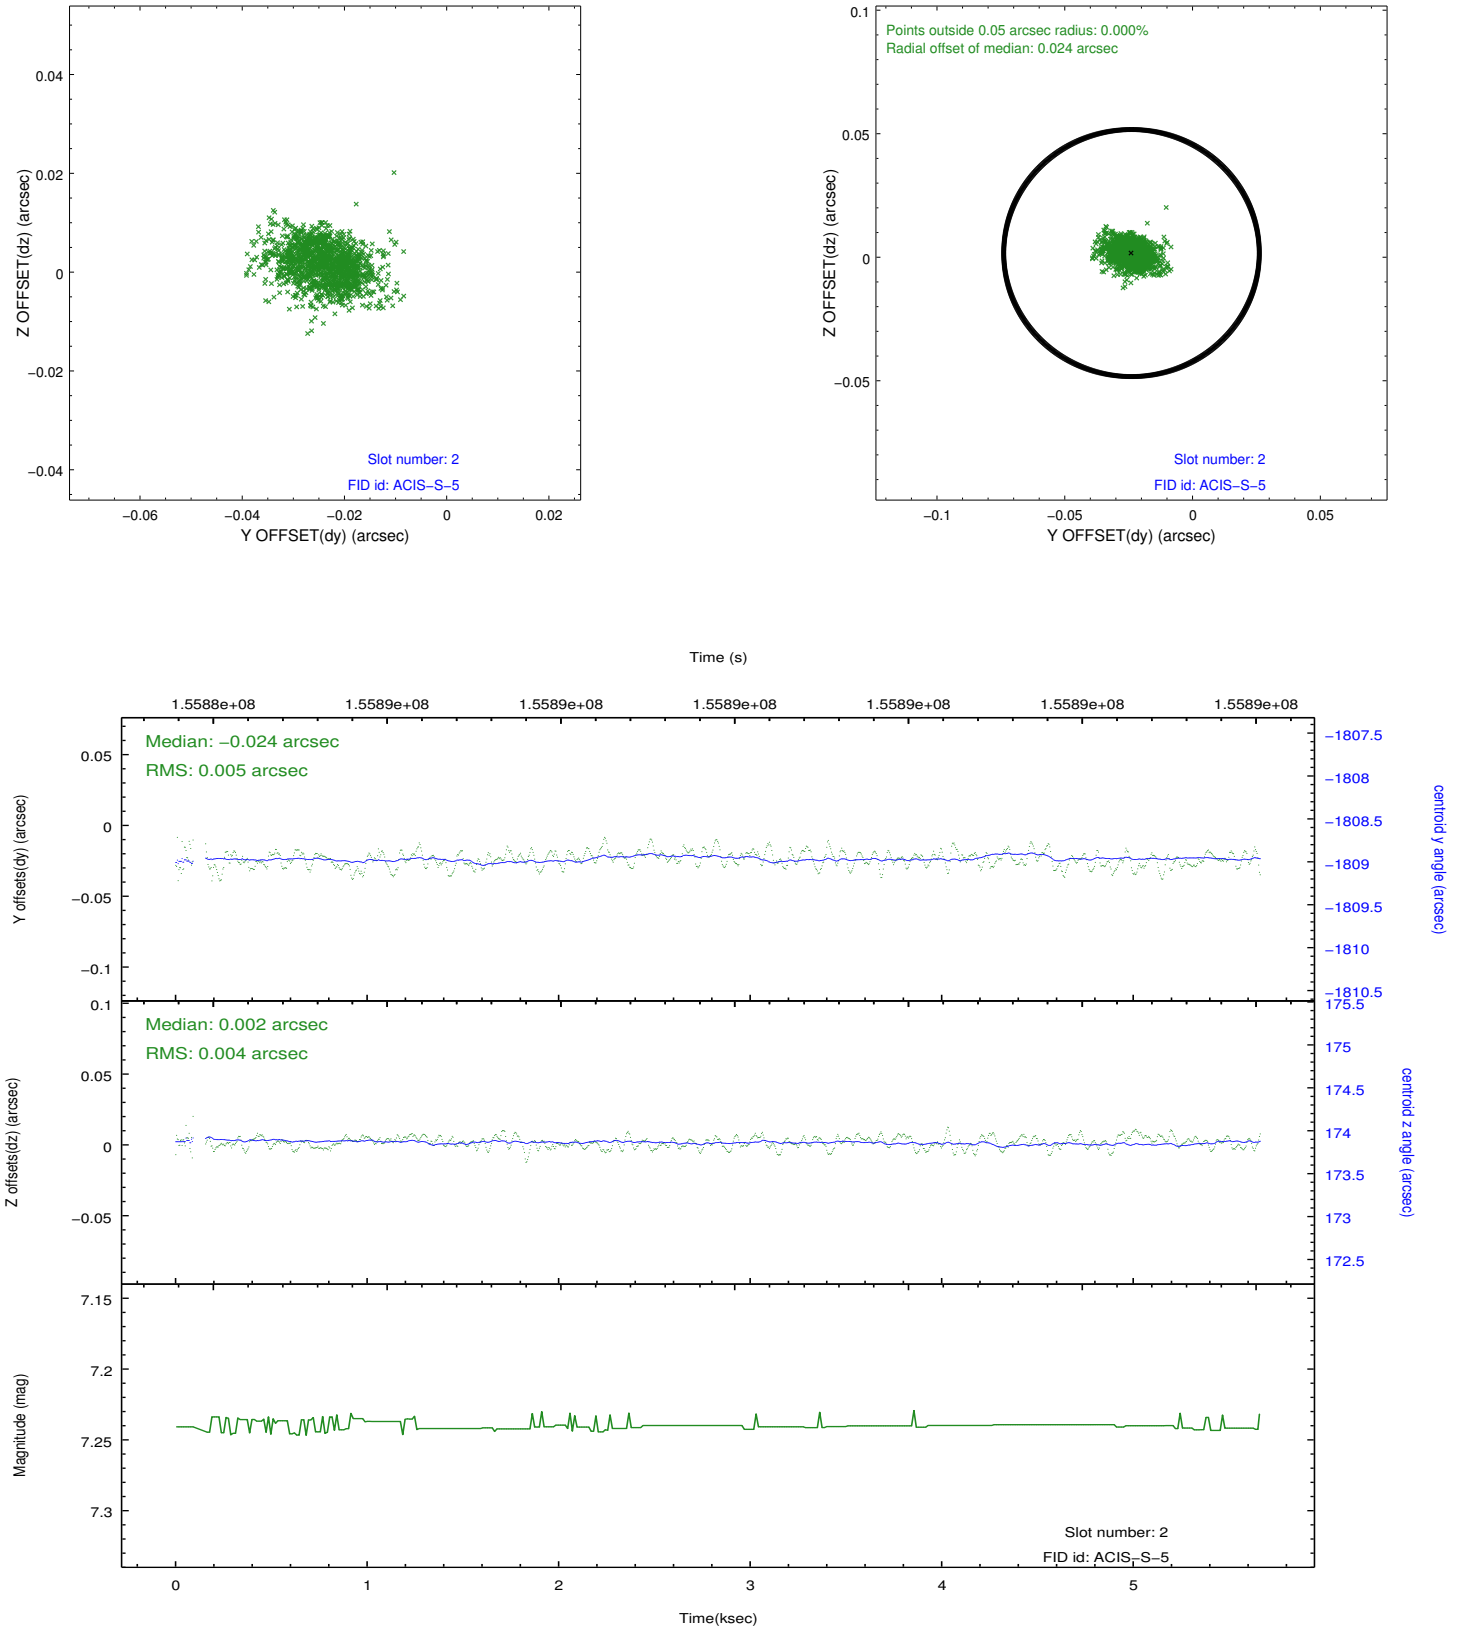 0.04
0.02
0
−0.02
−0.04
Z OFFSET(dz) (arcsec)
Slot number: 2
FID id: ACIS−S−5
−0.06
−0.04
−0.02
0
0.02
Y OFFSET(dy) (arcsec)
Points outside 0.05 arcsec radius: 0.000%
Radial offset of median: 0.024 arcsec
0.1
0.05
0
−0.05
Z OFFSET(dz) (arcsec)
Slot number: 2
FID id: ACIS−S−5
−0.1
−0.05
0
0.05
Y OFFSET(dy) (arcsec)
Time (s)
1.5588e+08
1.5589e+08
1.5589e+08
1.5589e+08
1.5589e+08
1.5589e+08
1.5589e+08
Median: −0.024 arcsec
RMS: 0.005 arcsec
0.05
0
−0.05
−0.1
Y offsets(dy) (arcsec)
−1807.5
−1808
−1808.5
−1809
−1809.5
−1810
−1810.5
centroid y angle (arcsec)
Median: 0.002 arcsec
RMS: 0.004 arcsec
0.1
0.05
0
−0.05
Z offsets(dz) (arcsec)
175.5
175
174.5
174
173.5
173
172.5
centroid z angle (arcsec)
7.15
7.2
7.25
7.3
Magnitude (mag)
Slot number: 2
FID id: ACIS−S−5
0
1
2
3
4
5
Time(ksec)